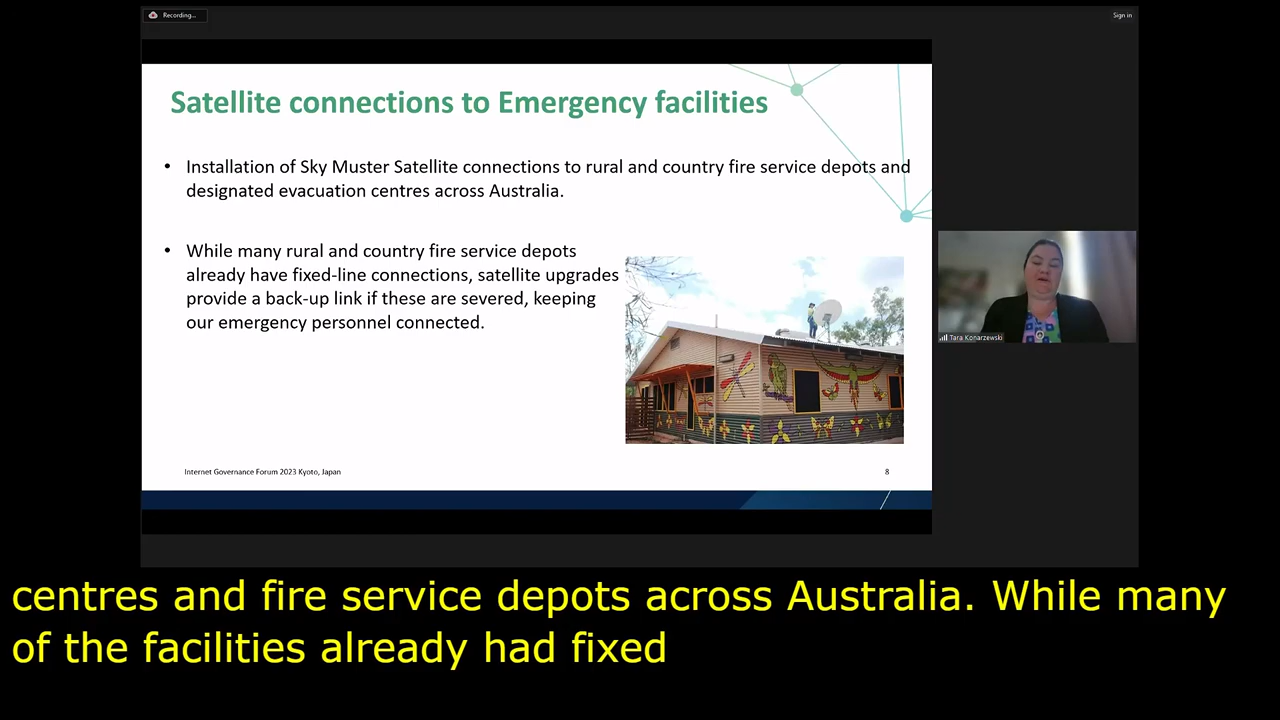 Recording...
Sign in
Satellite connections to Emergency facilities
• Installation of Sky Muster Satellite connections to rural and country fire service depots and
designated evacuation centres across Australia.
• While many rural and country fire service depots
already have fixed-line connections, satellite upgrades
provide a back-up link if these are severed, keeping
our emergency personnel connected.
Tara Konarzewski
Internet Governance Forum 2023 Kyoto, Japan
8
centres and fire service depots across Australia. While many
of the facilities already had fixed